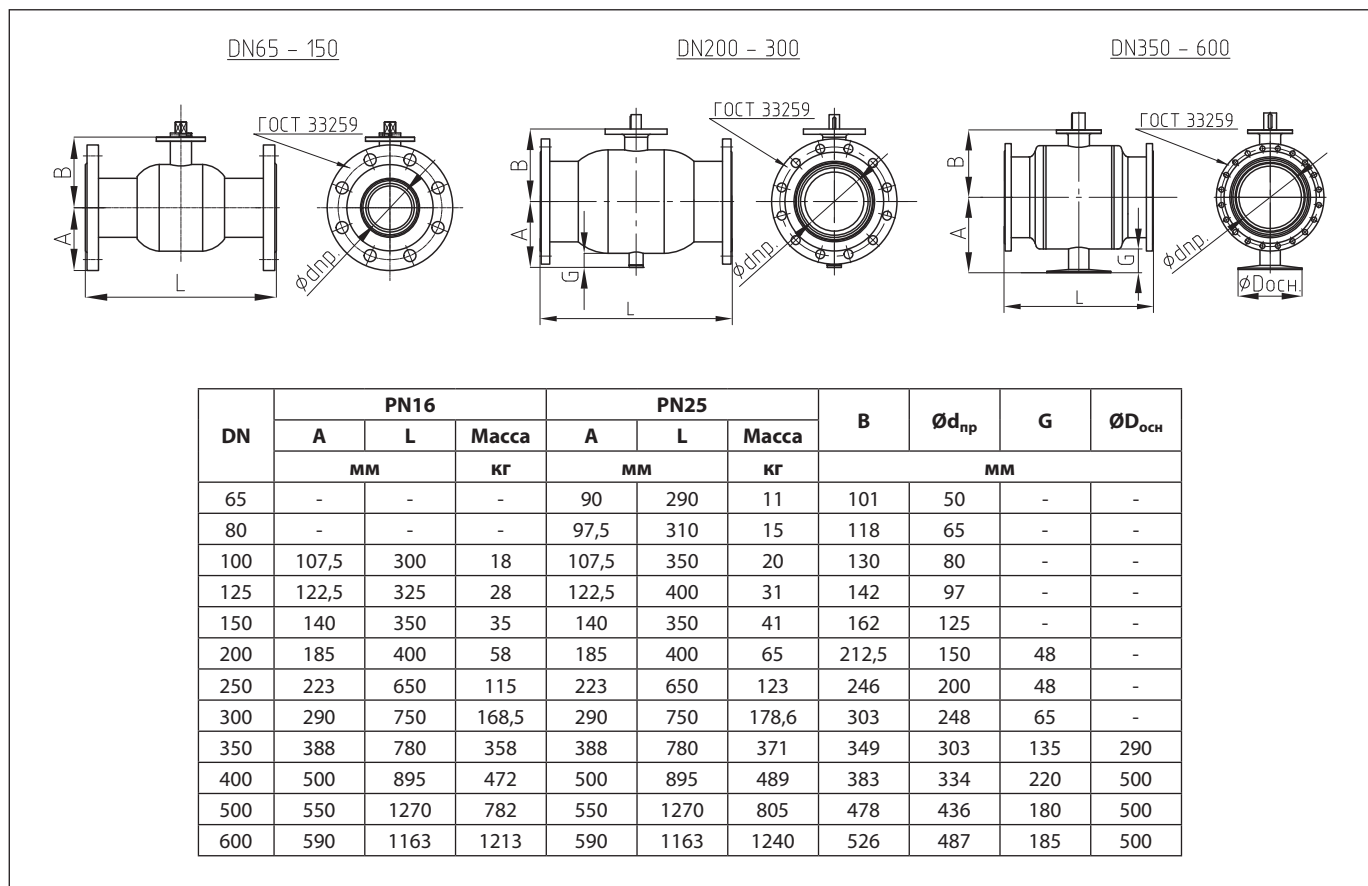 DN65 - 150
DN200 - 300
DN350 - 600
ГОСТ 33259
B
A
L
Ødпр.
ГОСТ 33259
B
A
G
L
Ødпр.
ГОСТ 33259
B
A
G
L
Ødпр.
ØDосн.
DN PN16 PN25 B Ødпр G ØDосн
A L Масса A L Масса
мм кг мм кг мм
65 - - - 90 290 11 101 50 - -
80 - - - 97,5 310 15 118 65 - -
100 107,5 300 18 107,5 350 20 130 80 - -
125 122,5 325 28 122,5 400 31 142 97 - -
150 140 350 35 140 350 41 162 125 - -
200 185 400 58 185 400 65 212,5 150 48 -
250 223 650 115 223 650 123 246 200 48 -
300 290 750 168,5 290 750 178,6 303 248 65 -
350 388 780 358 388 780 371 349 303 135 290
400 500 895 472 500 895 489 383 334 220 500
500 550 1270 782 550 1270 805 478 436 180 500
600 590 1163 1213 590 1163 1240 526 487 185 500